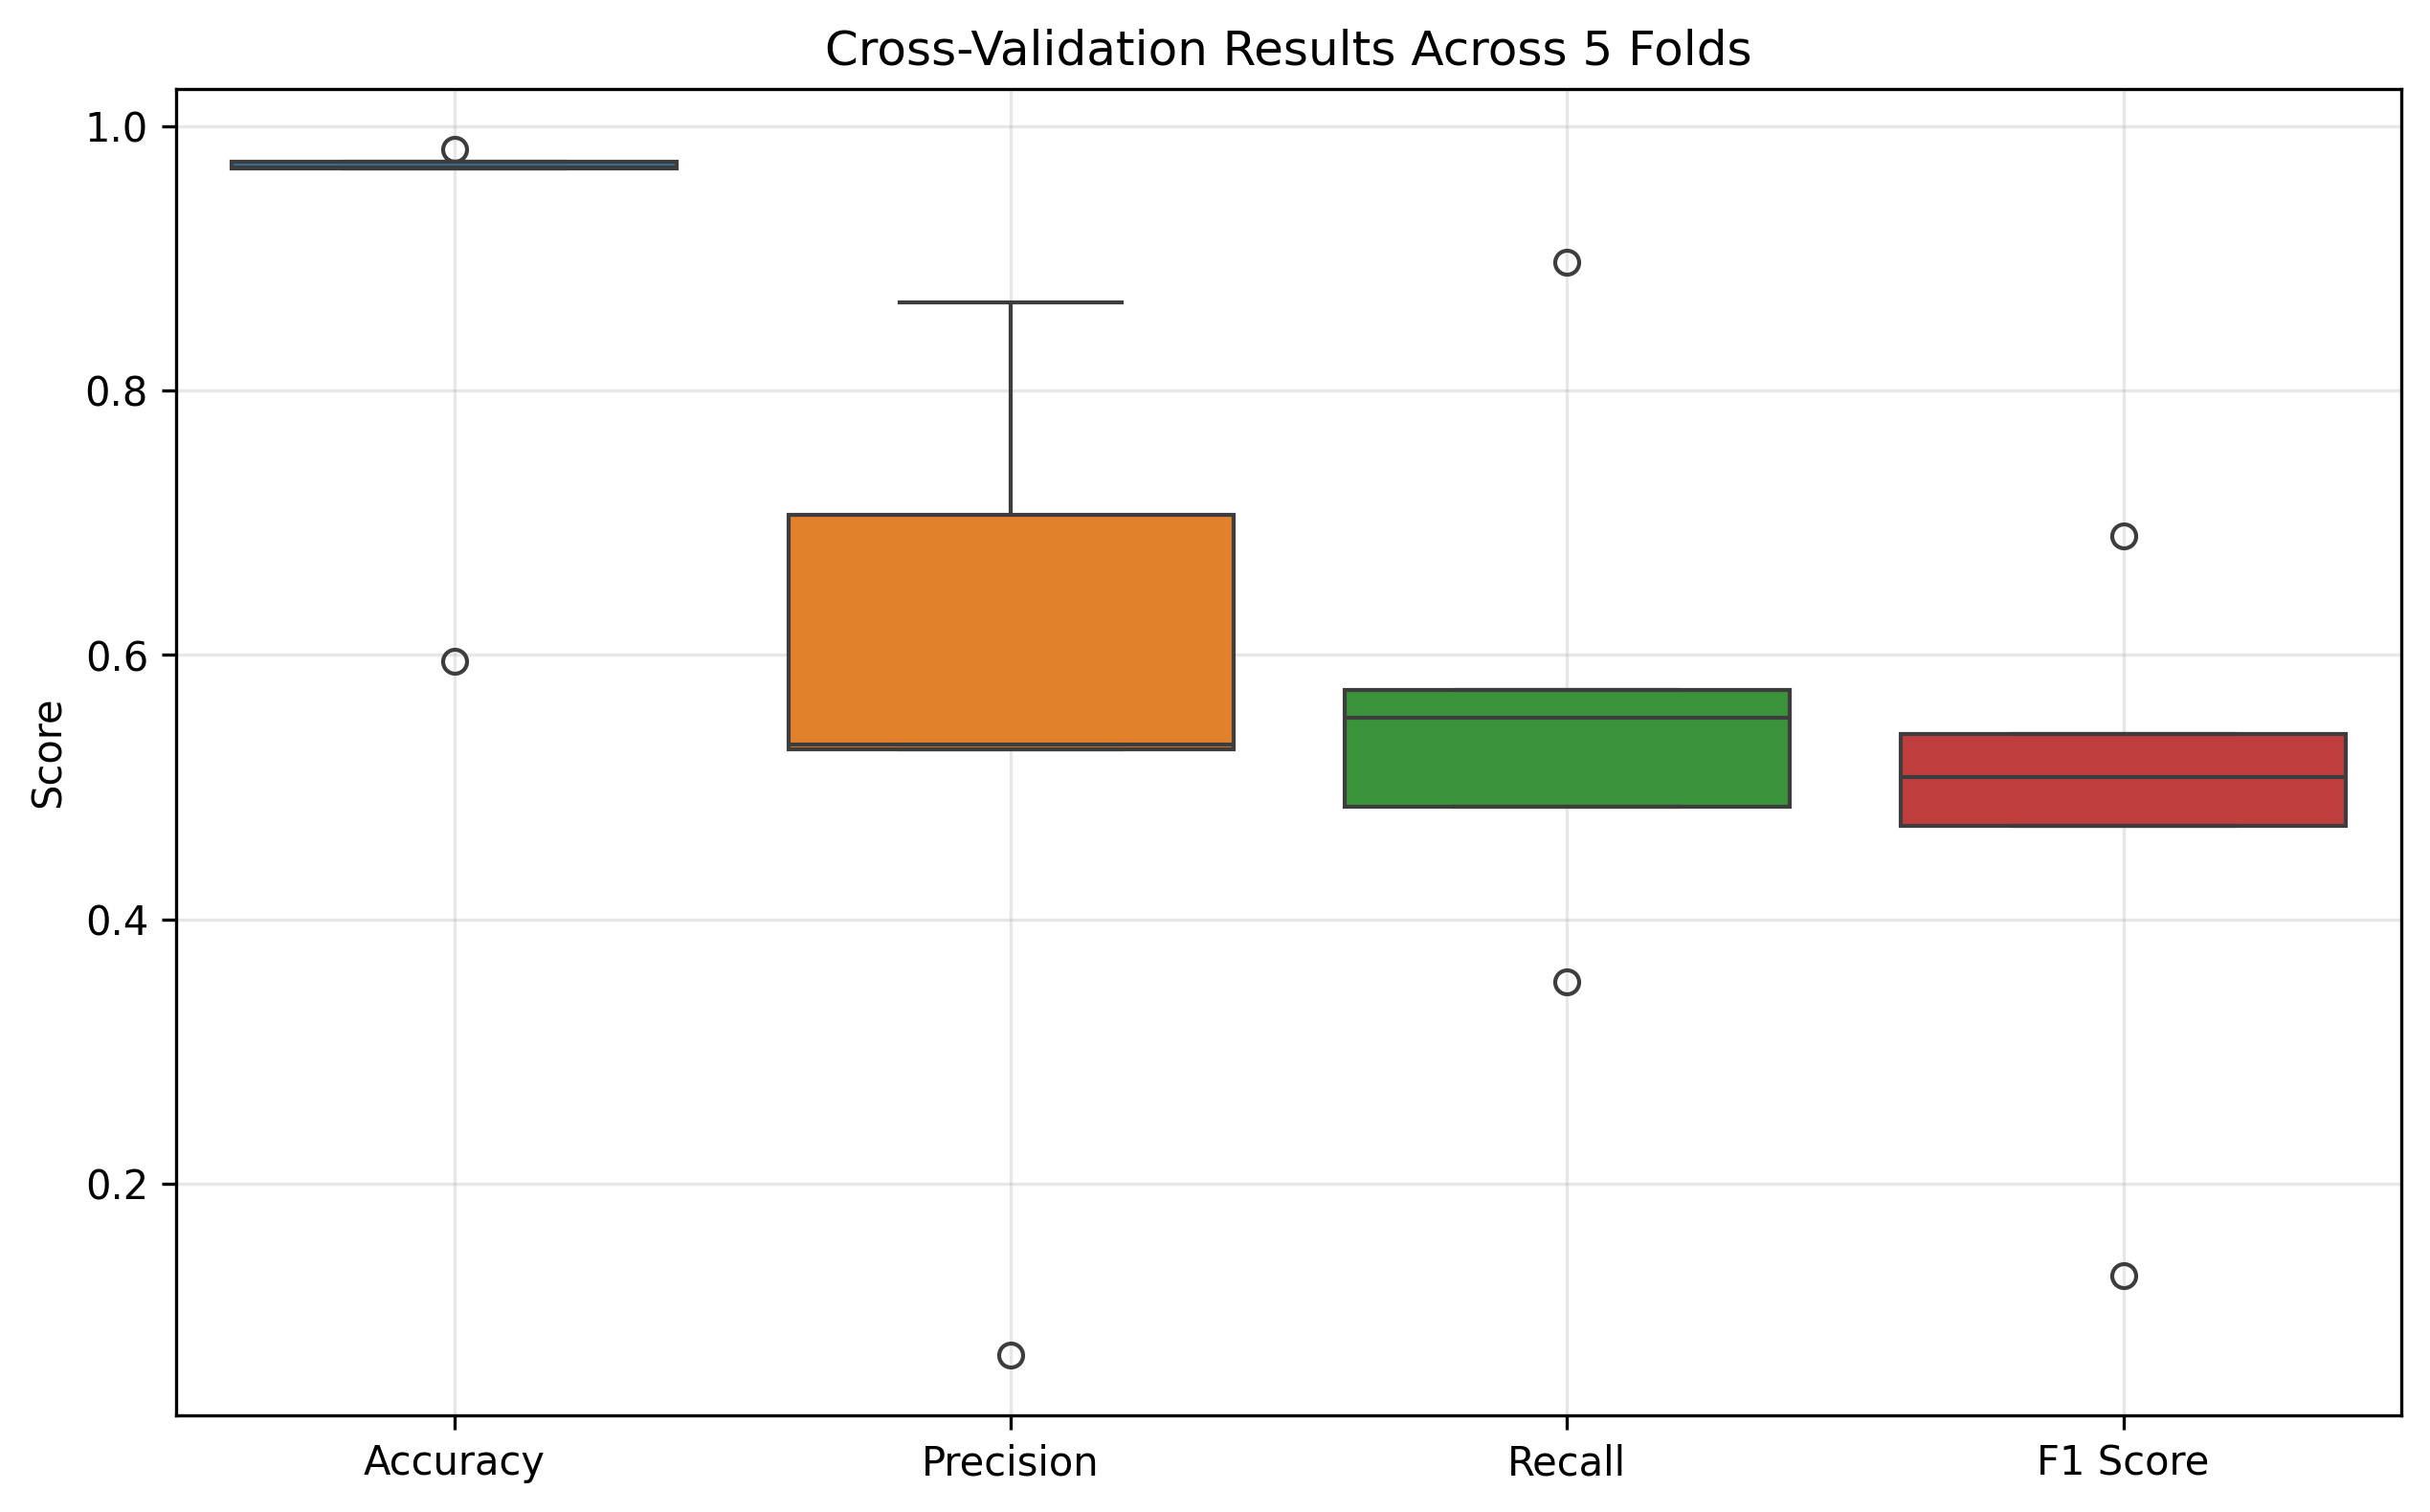 Cross-Validation Results Across 5 Folds
1.0
0.8
0.6
0.4
0.2
Score
Accuracy
Precision
Recall
F1 Score